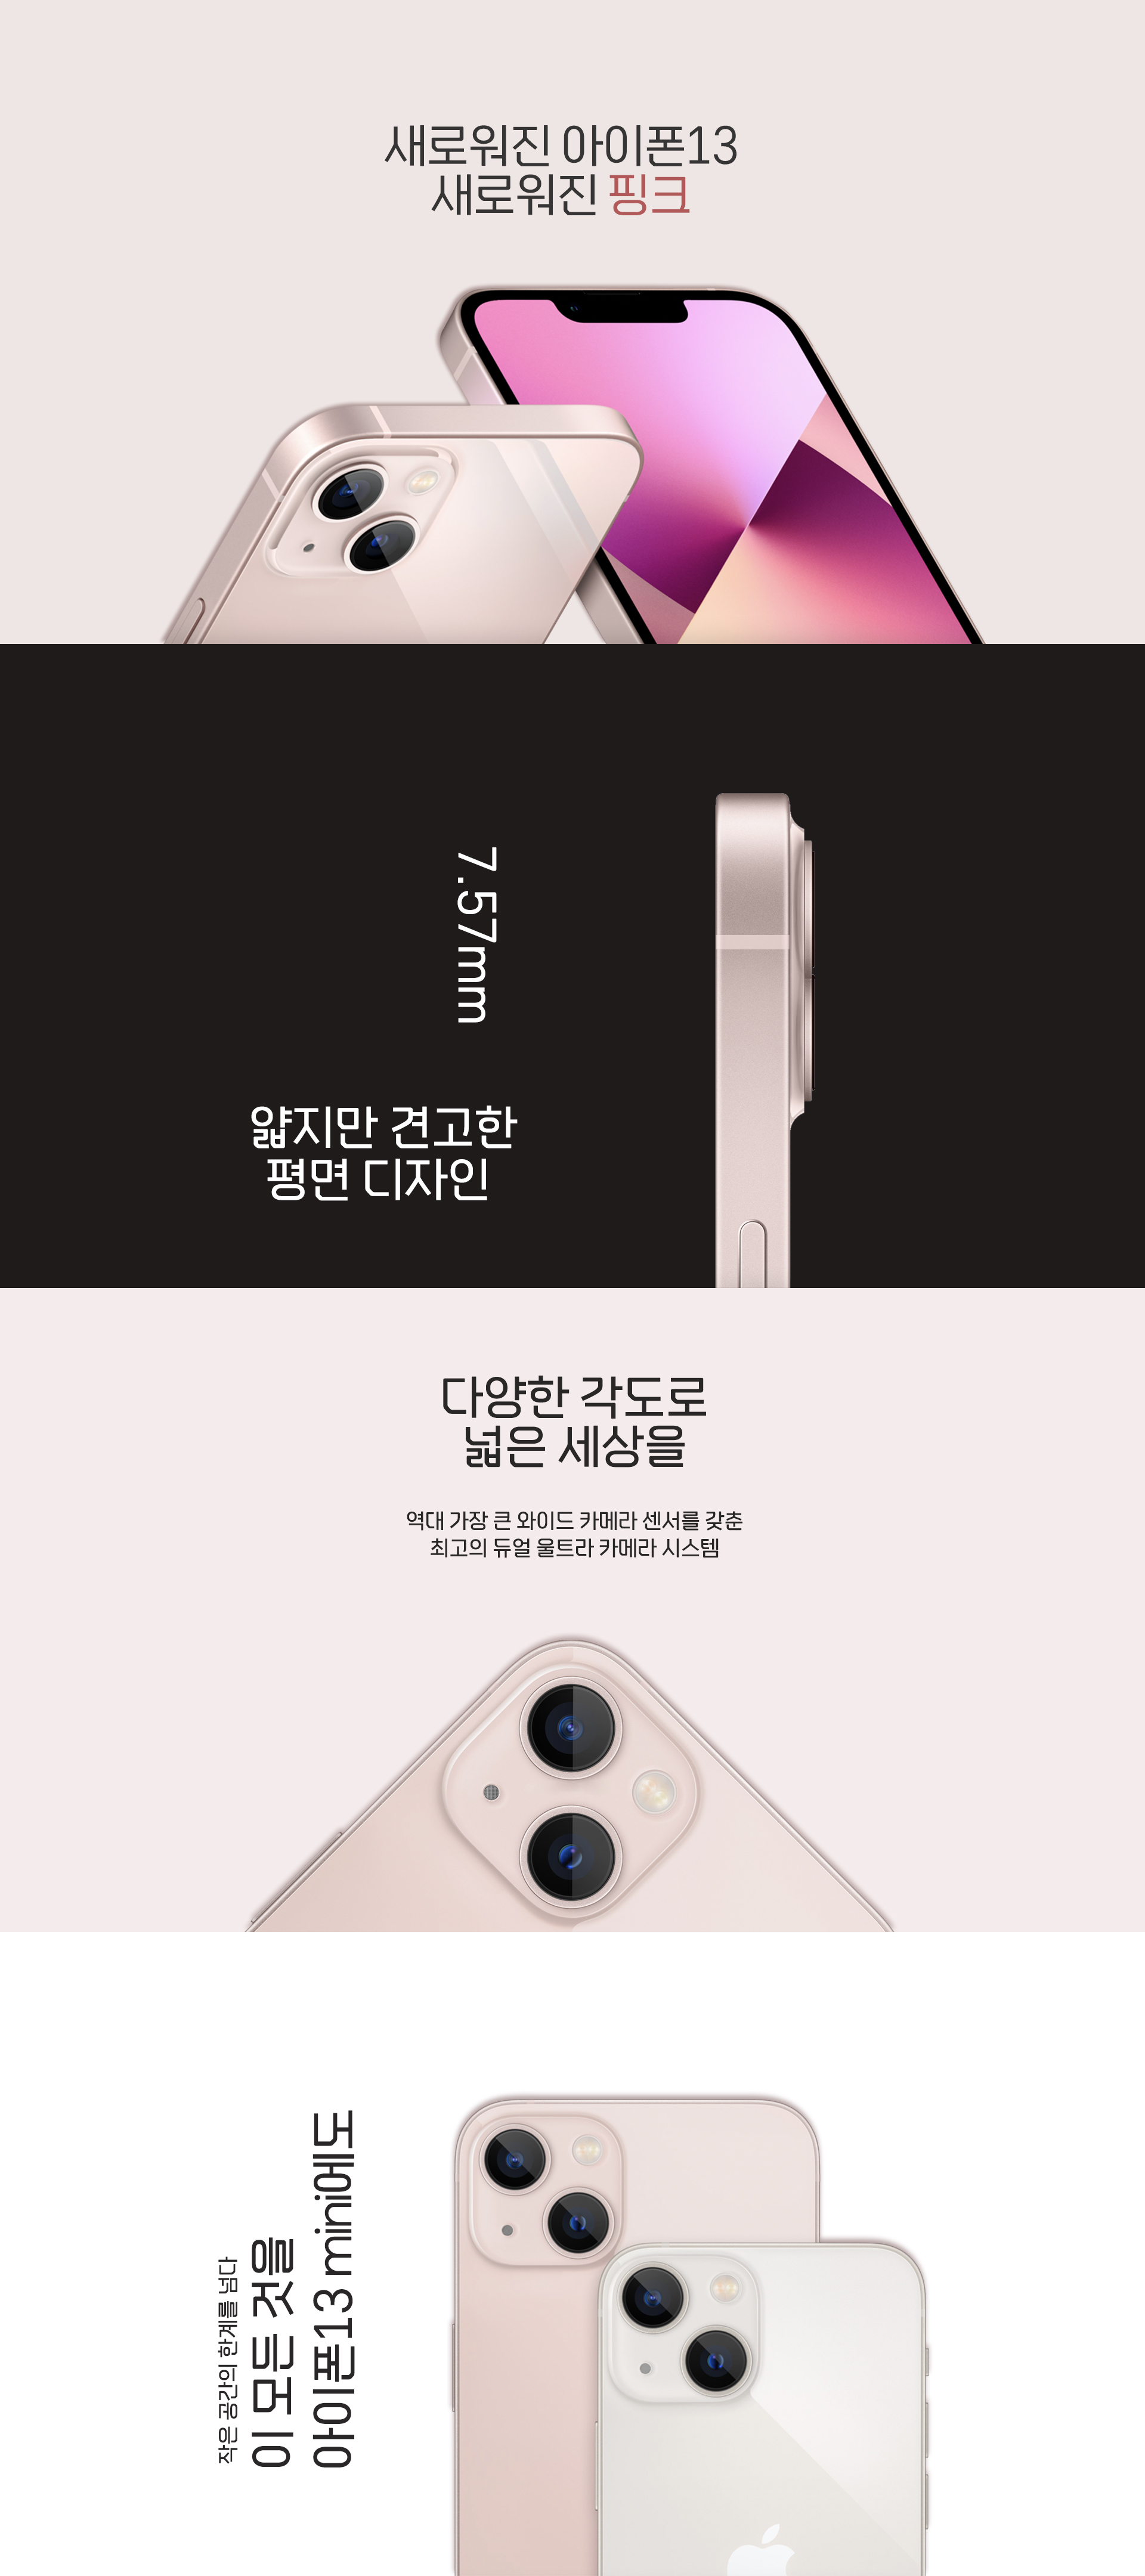 새로워진 아이폰13
새로워진 핑크
7.57mm
얇지만 견고한
평면 디자인
다양한 각도로
넓은 세상을
역대 가장 큰 와이드 카메라 센서를 갖춘
최고의 듀얼 울트라 카메라 시스템
작은 공간의 한계를 넘다
이 모든 것을
아이폰13 mini에도